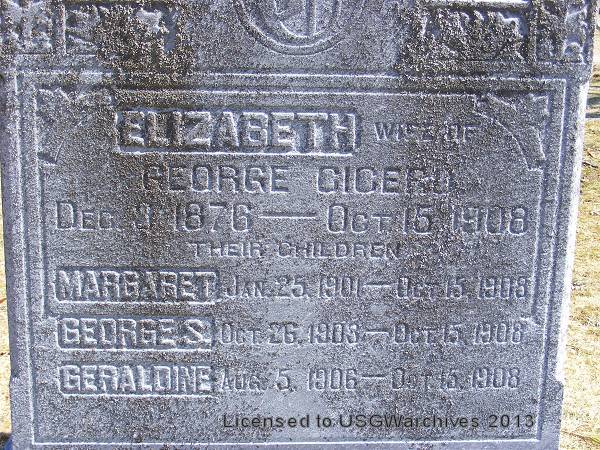 ELIZABETH WIFE OF
GEORGE CICERO
DEC. 9, 1876 — OCT. 15, 1908
THEIR CHILDREN
MARGARET JAN. 25, 1901 — OCT. 15, 1908
GEORGE S. OCT. 26, 1903 — OCT. 15, 1908
GERALDINE AUG. 5, 1906 — OCT. 15, 1908
Licensed to USGWarchives 2013